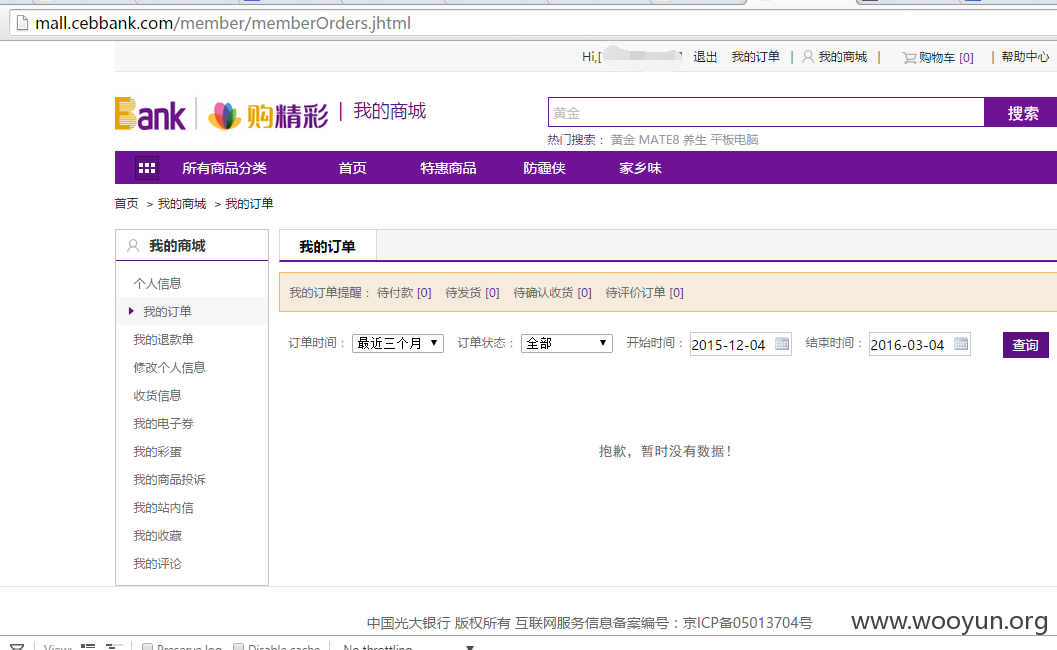 mall.cebbank.com/member/memberOrders.jhtml
Hi,[ ] 退出 我的订单 | 我的商城 | 购物车 [0] | 帮助中心
Bank 购精彩 | 我的商城
黄金 搜索
热门搜索： 黄金 MATE8 养生 平板电脑
所有商品分类 首页 特惠商品 防霾侠 家乡味
首页 > 我的商城 > 我的订单
我的商城
个人信息
我的订单
我的退款单
修改个人信息
收货信息
我的电子券
我的彩蛋
我的商品投诉
我的站内信
我的收藏
我的评论
我的订单
我的订单提醒： 待付款 [0] 待发货 [0] 待确认收货 [0] 待评价订单 [0]
订单时间： 最近三个月 订单状态： 全部 开始时间： 2015-12-04 结束时间： 2016-03-04 查询
抱歉，暂时没有数据！
中国光大银行 版权所有 互联网服务信息备案编号：京ICP备05013704号
www.wooyun.org
View: Preserve log Disable cache No throttling